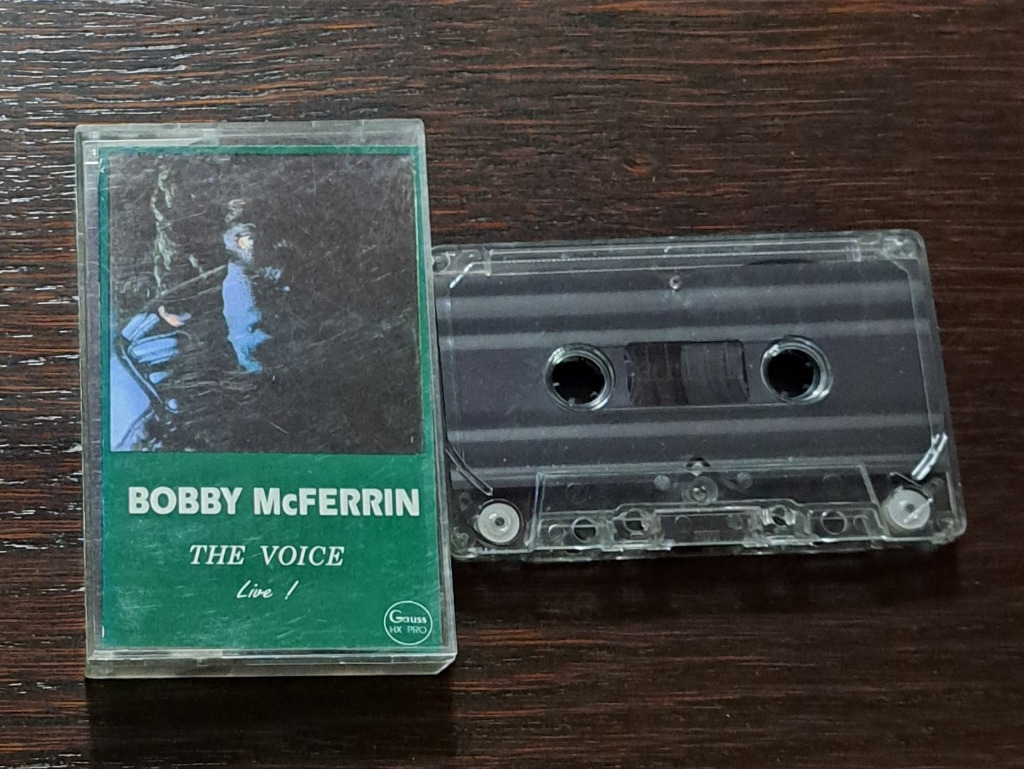 BOBBY McFERRIN
THE VOICE
Live !
Gauss
HX PRO